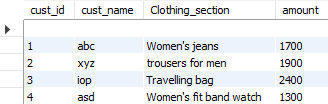 cust_id cust_name Clothing_section amount
1 abc Women's jeans 1700
2 xyz trousers for men 1900
3 iop Travelling bag 2400
4 asd Women's fit band watch 1300